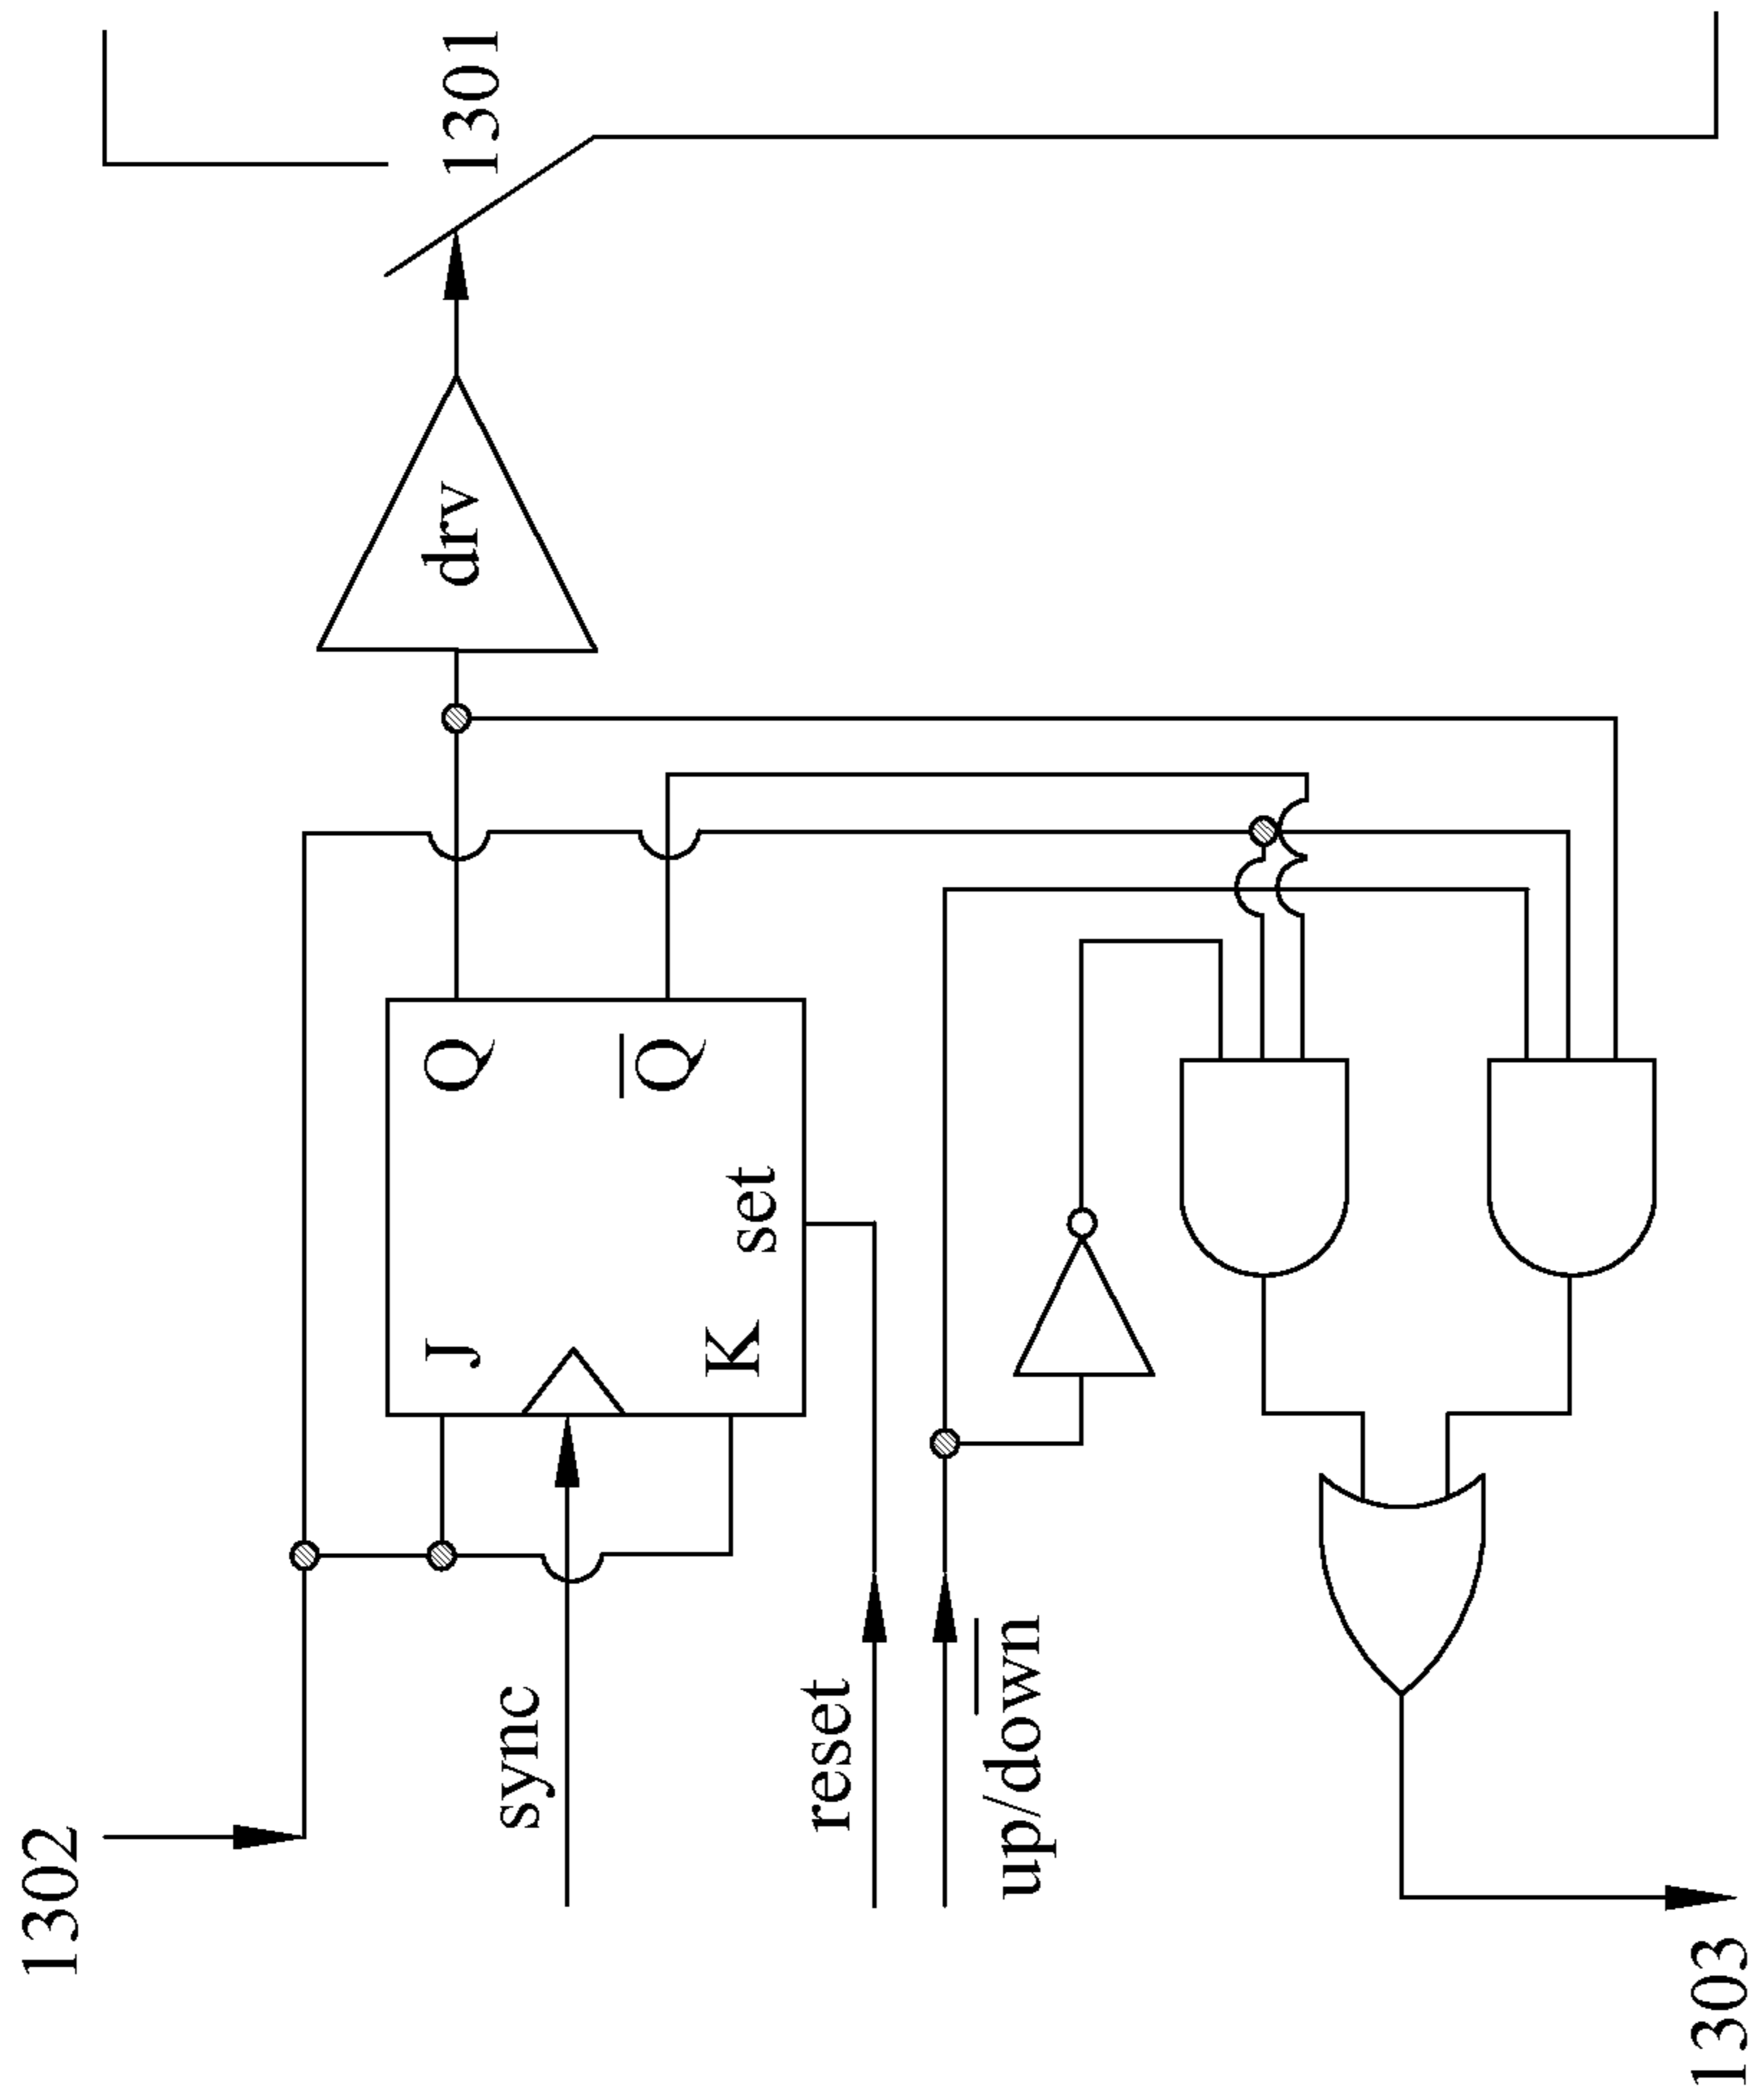 1302
sync
reset
up/down
J
K
set
Q
Q
drv
1301
1303